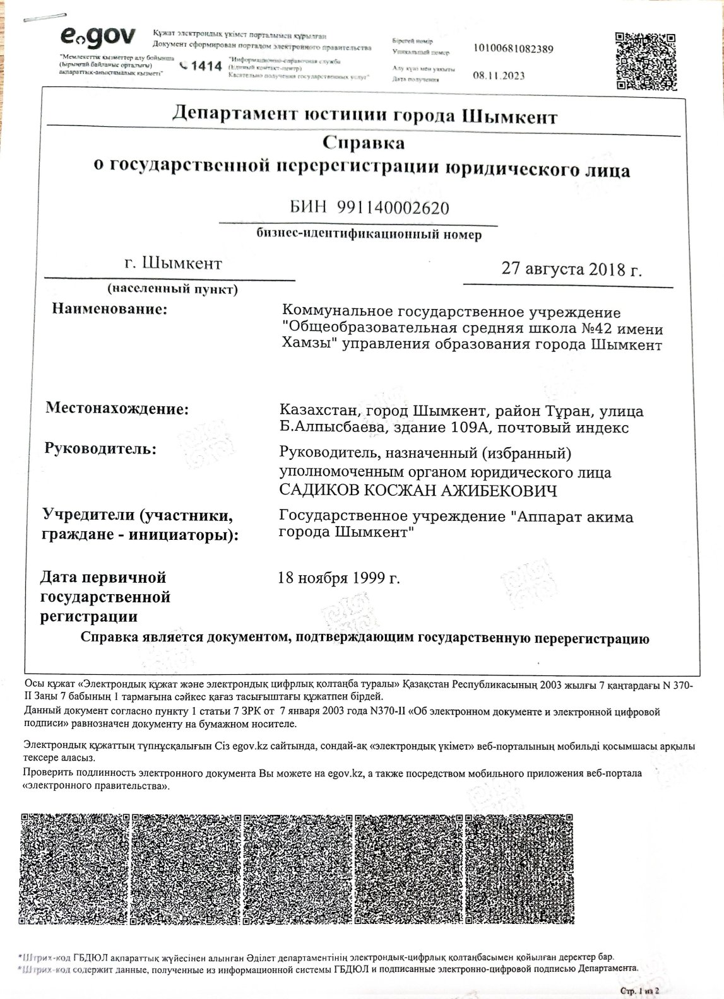 e.gov
Құжат электрондық үкімет порталымен құрылған
Документ сформирован порталом электронного правительства
"Мемлекеттік қызметтер алу бойынша
(Бірыңғай байланыс орталығы)
ақпараттық-анықтамалық қызметі"
1414
"Информационно-справочная служба
(Единый контакт-центр)
Касательно получения государственных услуг"
Бірегей нөмір
Уникальный номер
10100681082389
Алу күні мен уақыты
Дата получения
08.11.2023
Департамент юстиции города Шымкент
Справка
о государственной перерегистрации юридического лица
БИН 991140002620
бизнес-идентификационный номер
г. Шымкент
27 августа 2018 г.
(населенный пункт)
Наименование:
Коммунальное государственное учреждение
"Общеобразовательная средняя школа №42 имени
Хамзы" управления образования города Шымкент
Местонахождение:
Казахстан, город Шымкент, район Тұран, улица
Б.Алпысбаева, здание 109А, почтовый индекс
Руководитель:
Руководитель, назначенный (избранный)
уполномоченным органом юридического лица
САДИКОВ КОСЖАН АЖИБЕКОВИЧ
Учредители (участники,
граждане - инициаторы):
Государственное учреждение "Аппарат акима
города Шымкент"
Дата первичной
государственной
регистрации
18 ноября 1999 г.
Справка является документом, подтверждающим государственную перерегистрацию
Осы құжат «Электрондық құжат және электрондық цифрлық қолтаңба туралы» Қазақстан Республикасының 2003 жылғы 7 қаңтардағы N 370-
II Заңы 7 бабының 1 тармағына сәйкес қағаз тасығыштағы құжатпен бірдей.
Данный документ согласно пункту 1 статьи 7 ЗРК от 7 января 2003 года N370-II «Об электронном документе и электронной цифровой
подписи» равнозначен документу на бумажном носителе.
Электрондық құжаттың түпнұсқалығын Сіз egov.kz сайтында, сондай-ақ «электрондық үкімет» веб-порталының мобильді қосымшасы арқылы
тексере аласыз.
Проверить подлинность электронного документа Вы можете на egov.kz, а также посредством мобильного приложения веб-портала
«электронного правительства».
*Штрих-код ГБДЮЛ ақпараттық жүйесінен алынған Әділет департаментінің электрондық-цифрлық қолтаңбасымен қойылған деректер бар.
*Штрих-код содержит данные, полученные из информационной системы ГБДЮЛ и подписанные электронно-цифровой подписью Департамента.
Стр. 1 из 2